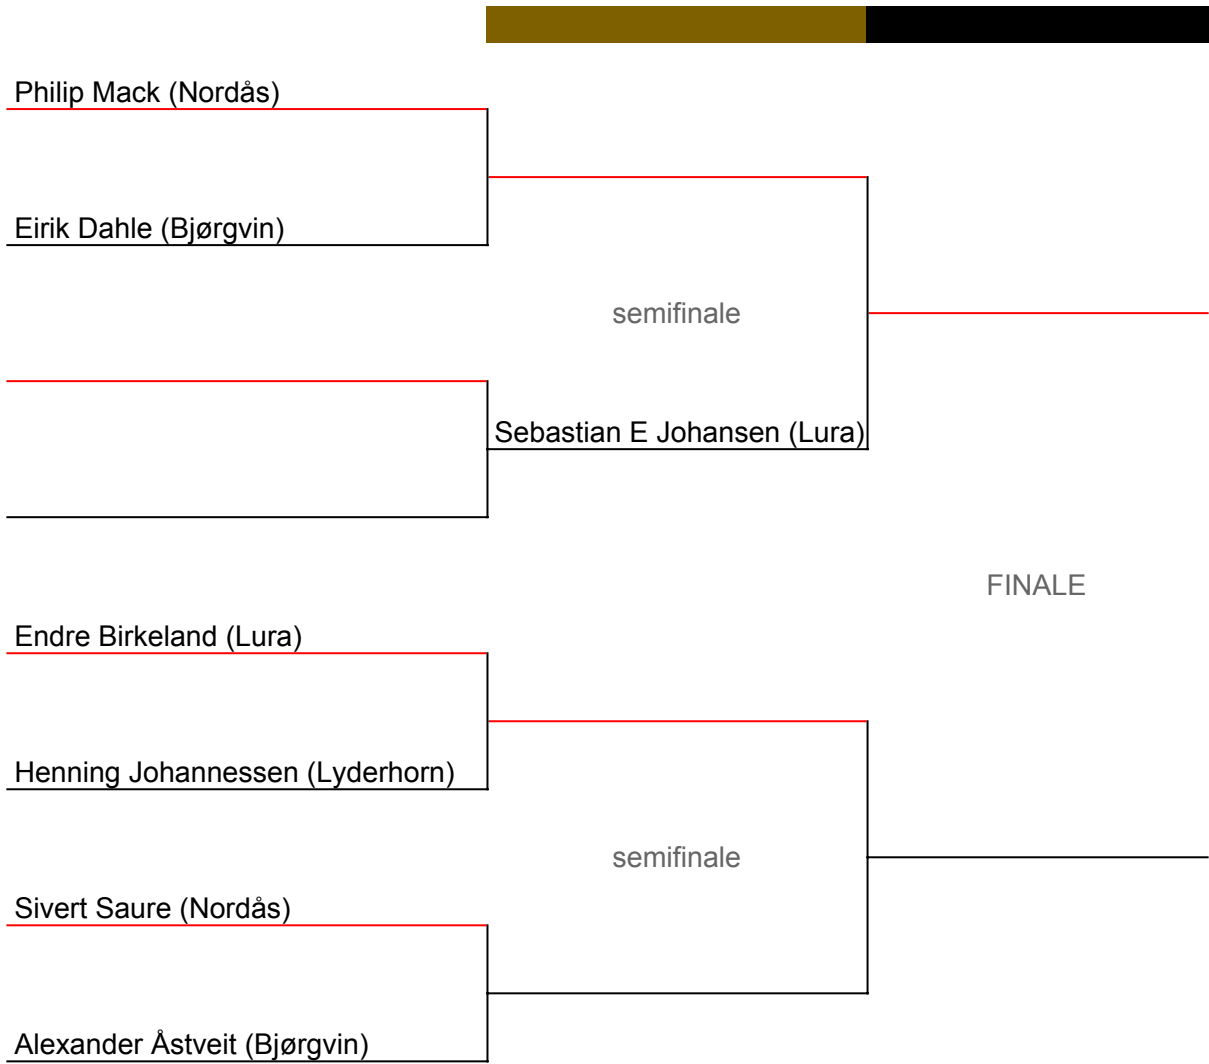 Philip Mack (Nordås)
Eirik Dahle (Bjørgvin)
semifinale
Sebastian E Johansen (Lura)
FINALE
Endre Birkeland (Lura)
Henning Johannessen (Lyderhorn)
semifinale
Sivert Saure (Nordås)
Alexander Åstveit (Bjørgvin)